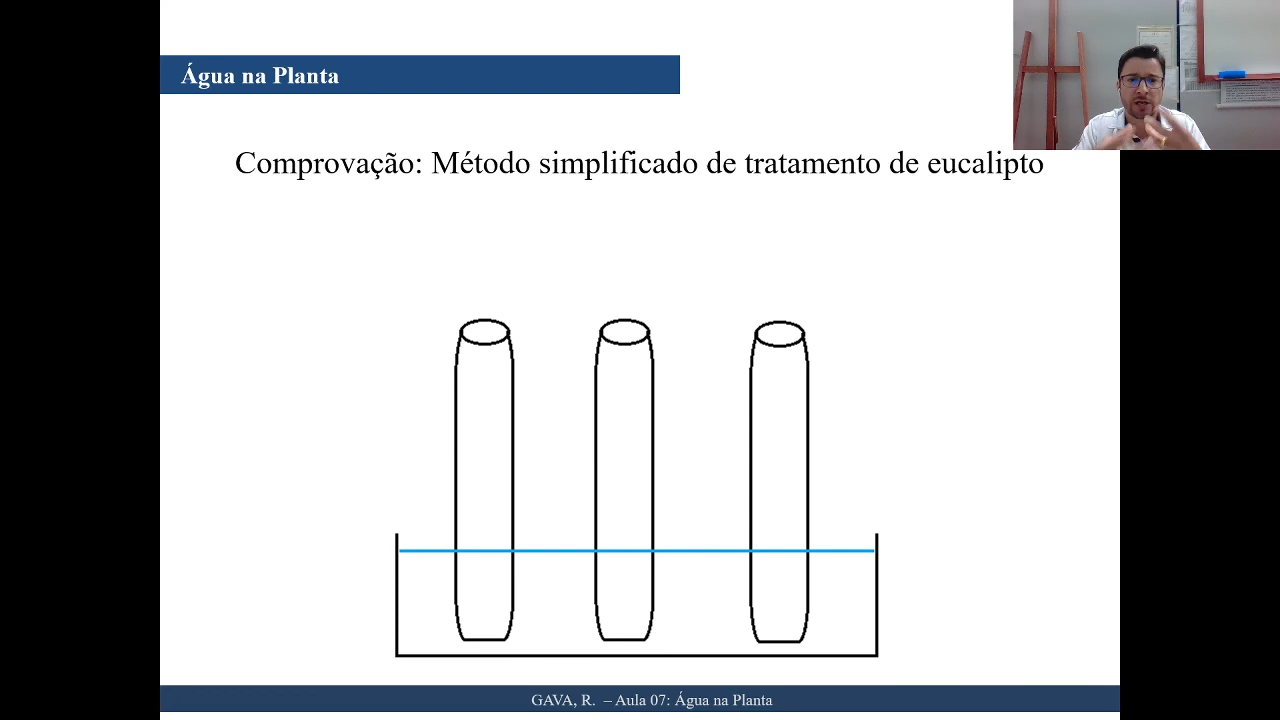 Água na Planta
Comprovação: Método simplificado de tratamento de eucalipto
GAVA, R. – Aula 07: Água na Planta